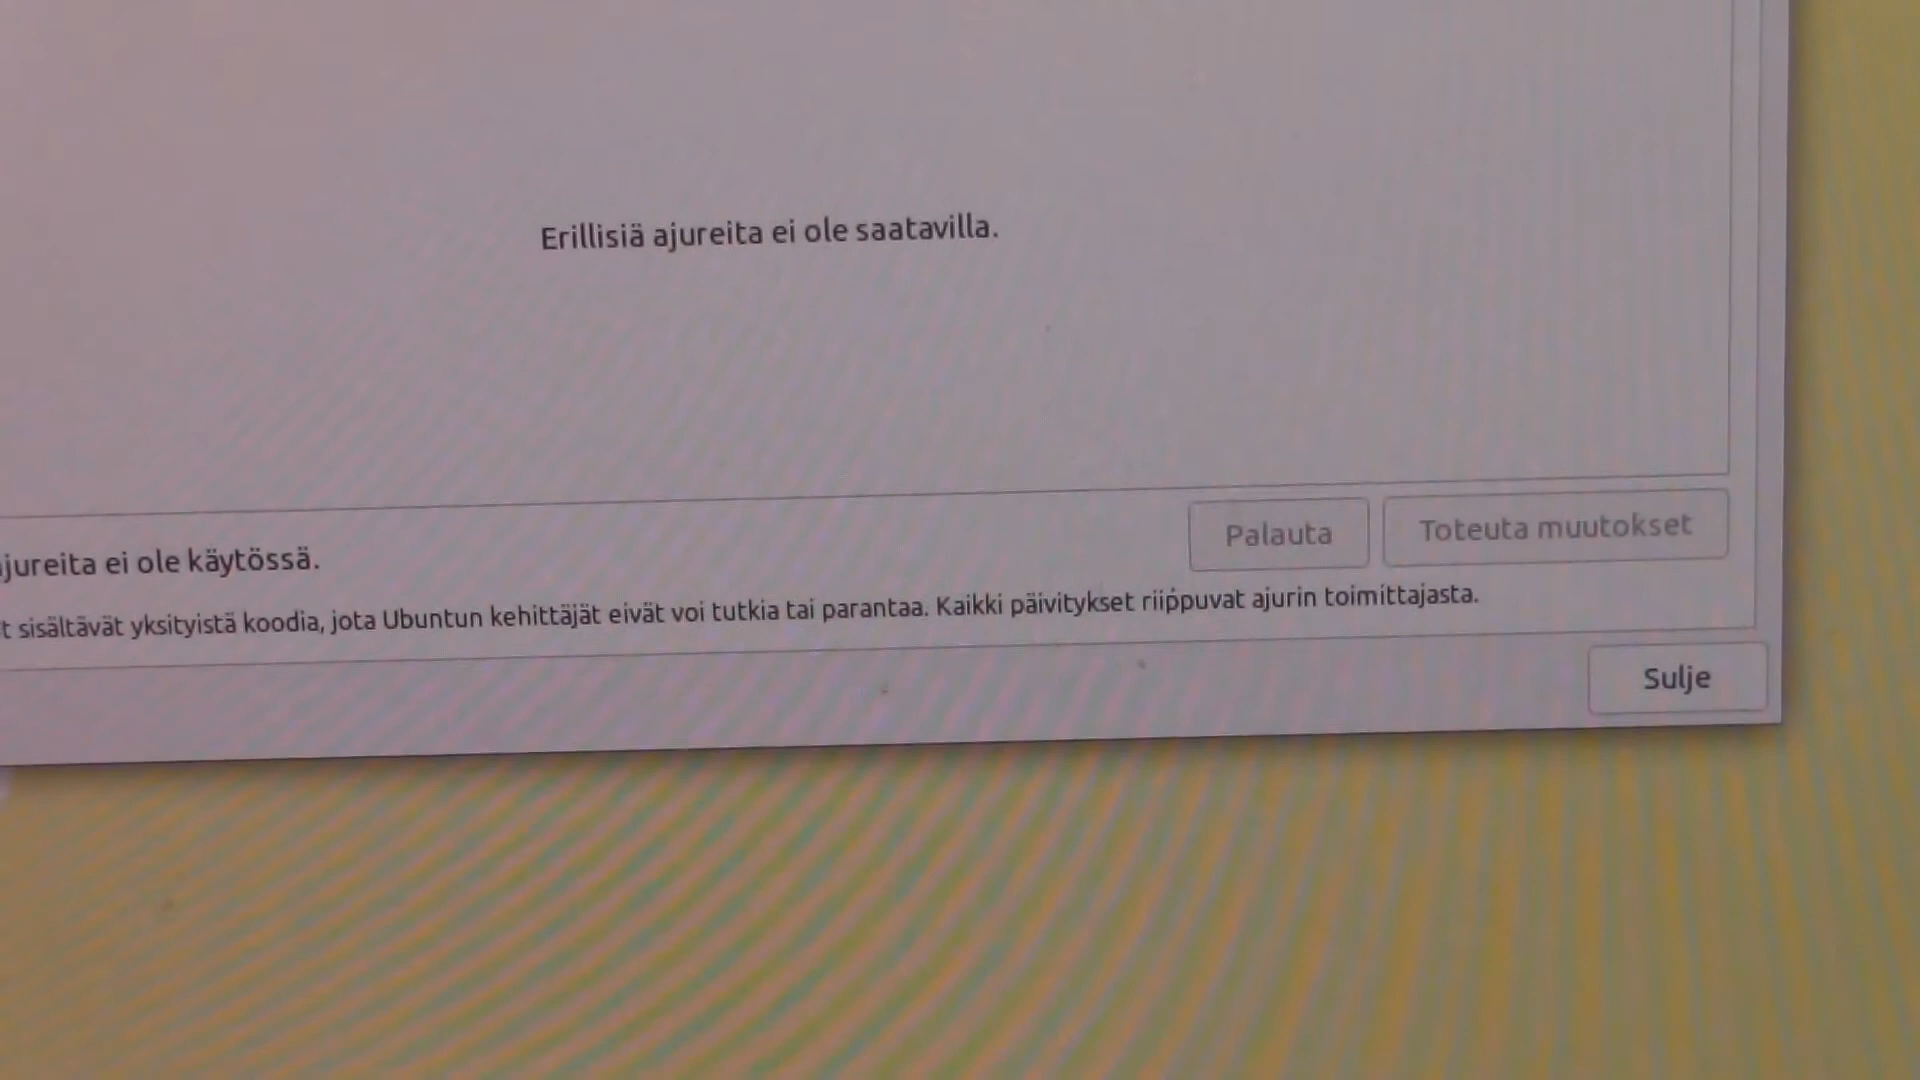 Erillisiä ajureita ei ole saatavilla.
Palauta
Toteuta muutokset
ei ole käytössä.
sisältävät yksityistä koodia, jota Ubuntun kehittäjät eivät voi tutkia tai parantaa. Kaikki päivitykset riippuvat ajurin toimittajasta.
Sulje